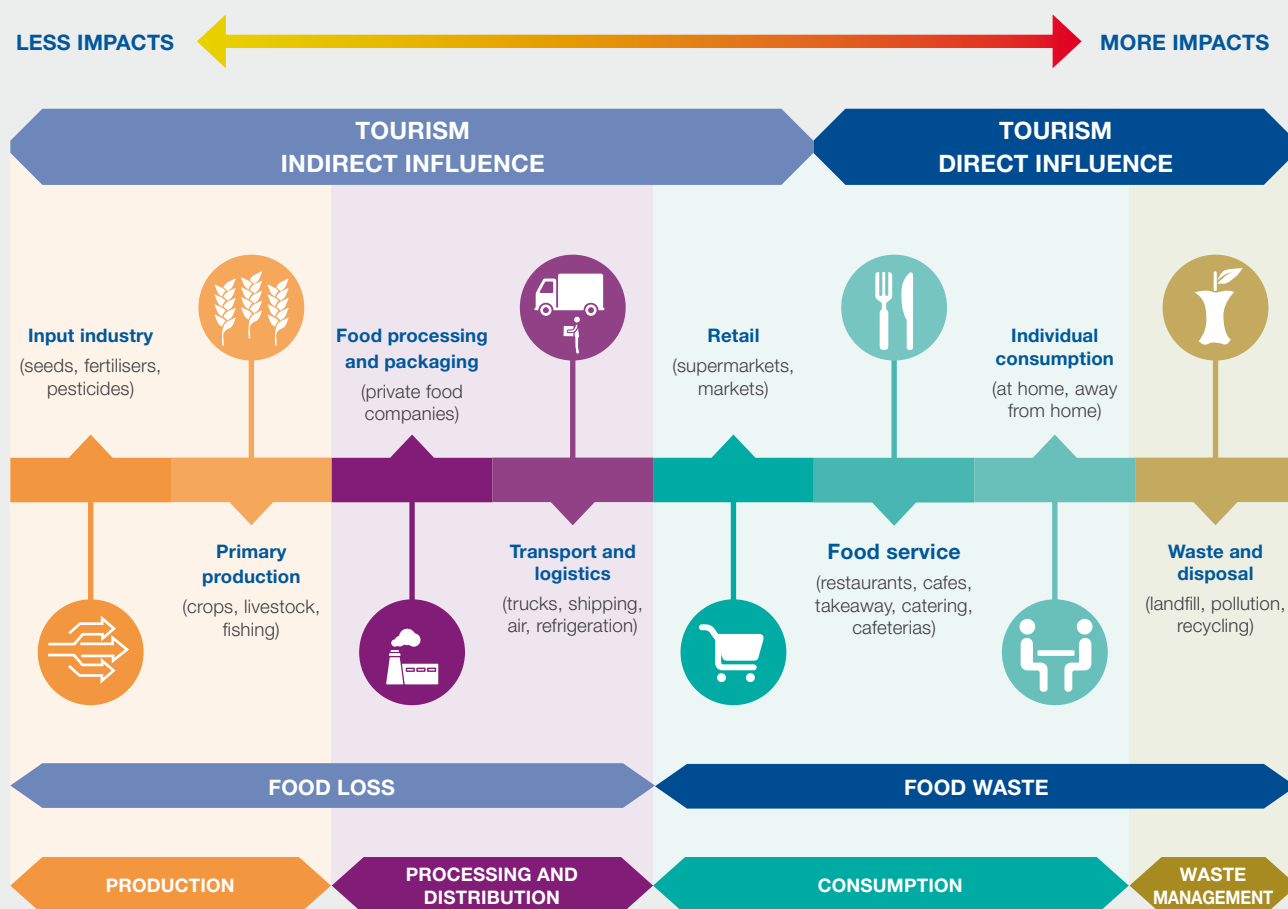 LESS IMPACTS
MORE IMPACTS
TOURISM
INDIRECT INFLUENCE
TOURISM
DIRECT INFLUENCE
Input industry
(seeds, fertilisers,
pesticides)
Primary
production
(crops, livestock,
fishing)
Food processing
and packaging
(private food
companies)
Transport and
logistics
(trucks, shipping,
air, refrigeration)
Retail
(supermarkets,
markets)
Food service
(restaurants, cafes,
takeaway, catering,
cafeterias)
Individual
consumption
(at home, away
from home)
Waste and
disposal
(landfill, pollution,
recycling)
FOOD LOSS
FOOD WASTE
PRODUCTION
PROCESSING AND
DISTRIBUTION
CONSUMPTION
WASTE
MANAGEMENT